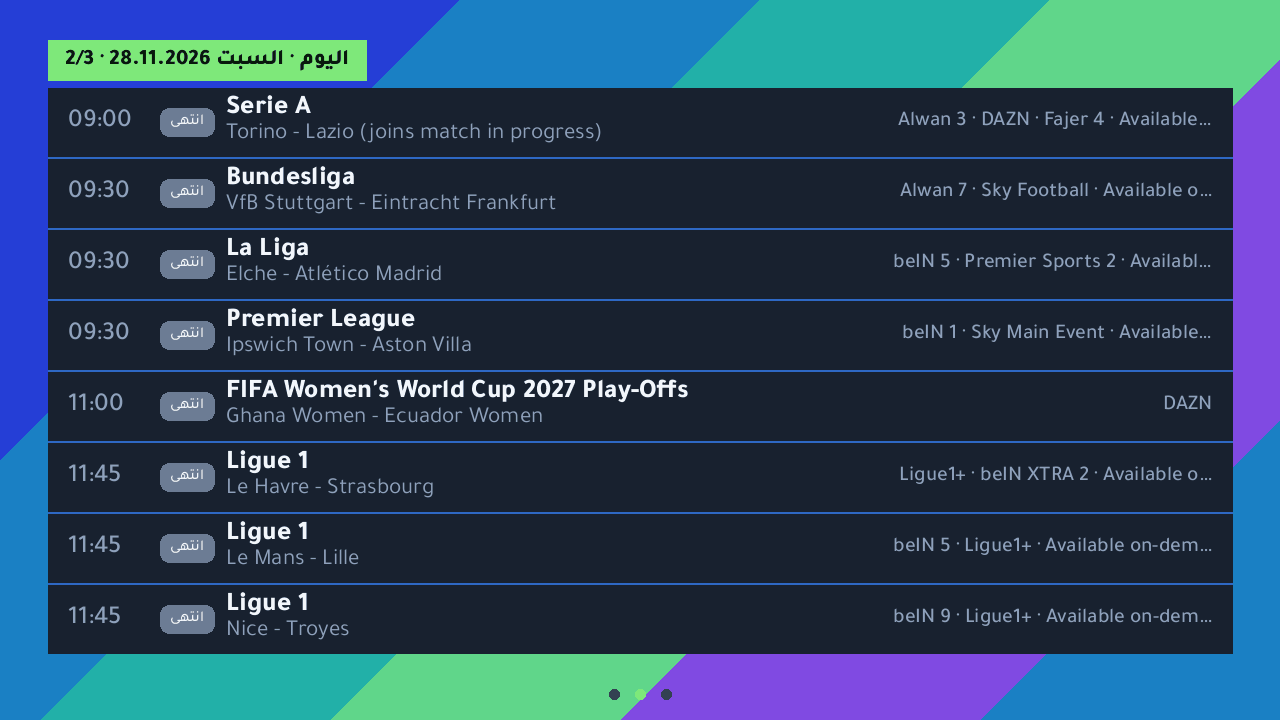 اليوم · السبت 28.11.2026 · 2/3
09:00 انتهى Serie A Alwan 3 · DAZN · Fajer 4 · Available...
Torino - Lazio (joins match in progress)
09:30 انتهى Bundesliga Alwan 7 · Sky Football · Available o...
VfB Stuttgart - Eintracht Frankfurt
09:30 انتهى La Liga beIN 5 · Premier Sports 2 · Availabl...
Elche - Atlético Madrid
09:30 انتهى Premier League beIN 1 · Sky Main Event · Available...
Ipswich Town - Aston Villa
11:00 انتهى FIFA Women's World Cup 2027 Play-Offs DAZN
Ghana Women - Ecuador Women
11:45 انتهى Ligue 1 Ligue1+ · beIN XTRA 2 · Available o...
Le Havre - Strasbourg
11:45 انتهى Ligue 1 beIN 5 · Ligue1+ · Available on-dem...
Le Mans - Lille
11:45 انتهى Ligue 1 beIN 9 · Ligue1+ · Available on-dem...
Nice - Troyes